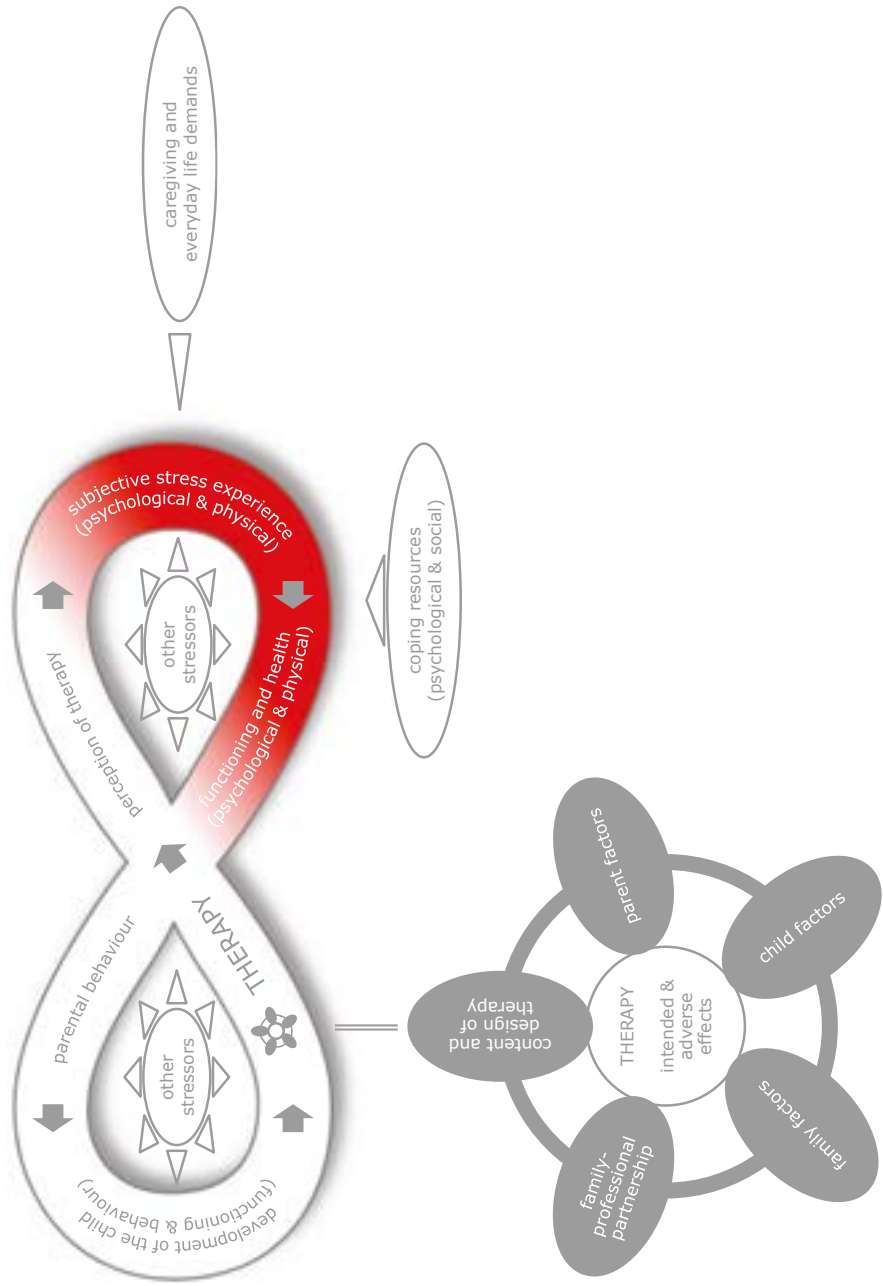 caregiving and
everyday life demands
subjective stress experience
(psychological & physical)
functioning and health
(psychological & physical)
other
stressors
perception of therapy
coping resources
(psychological & social)
THERAPY
parental behaviour
other
stressors
development of the child
(functioning & behaviour)
content and
design of
therapy
parent factors
child factors
family factors
family-
professional
partnership
THERAPY
intended &
adverse
effects